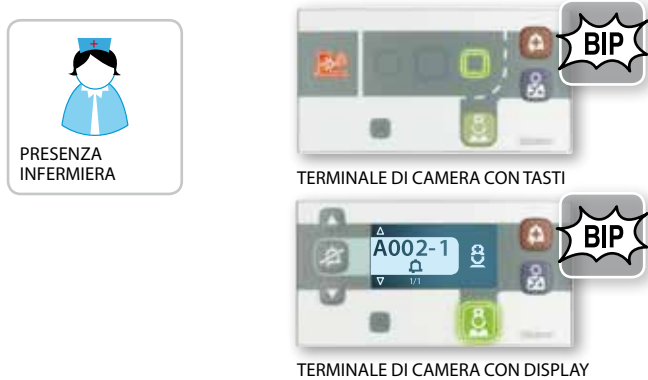 PRESENZA
INFERMIERA
BIP
TERMINALE DI CAMERA CON TASTI
A002-1
1/1
BIP
TERMINALE DI CAMERA CON DISPLAY